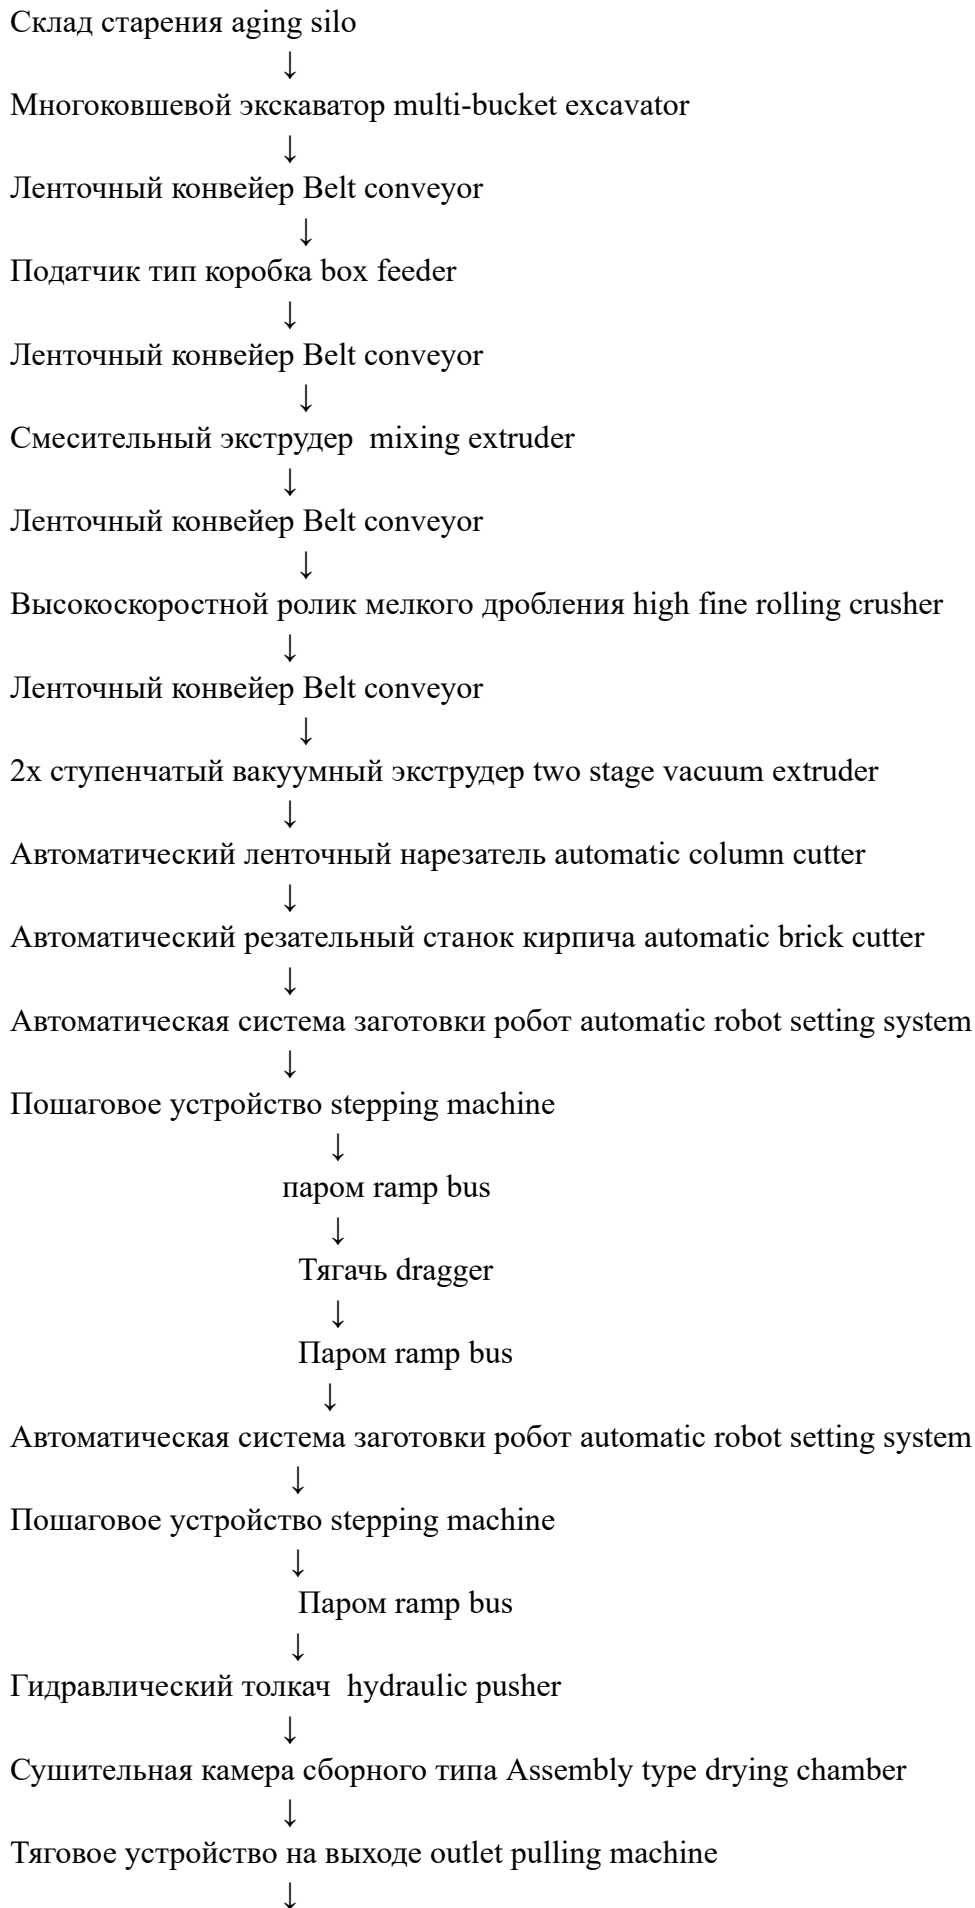 Склад старения aging silo
↓
Многоковшевой экскаватор multi-bucket excavator
↓
Ленточный конвейер Belt conveyor
↓
Податчик тип коробка box feeder
↓
Ленточный конвейер Belt conveyor
↓
Смесительный экструдер  mixing extruder
↓
Ленточный конвейер Belt conveyor
↓
Высокоскоростной ролик мелкого дробления high fine rolling crusher
↓
Ленточный конвейер Belt conveyor
↓
2х ступенчатый вакуумный экструдер two stage vacuum extruder
↓
Автоматический ленточный нарезатель automatic column cutter
↓
Автоматический резательный станок кирпича automatic brick cutter
↓
Автоматическая система заготовки робот automatic robot setting system
↓
Пошаговое устройство stepping machine
↓
паром ramp bus
↓
Тягачь dragger
↓
Паром ramp bus
↓
Автоматическая система заготовки робот automatic robot setting system
↓
Пошаговое устройство stepping machine
↓
Паром ramp bus
↓
Гидравлический толкач  hydraulic pusher
↓
Сушительная камера сборного типа Assembly type drying chamber
↓
Тяговое устройство на выходе outlet pulling machine
↓